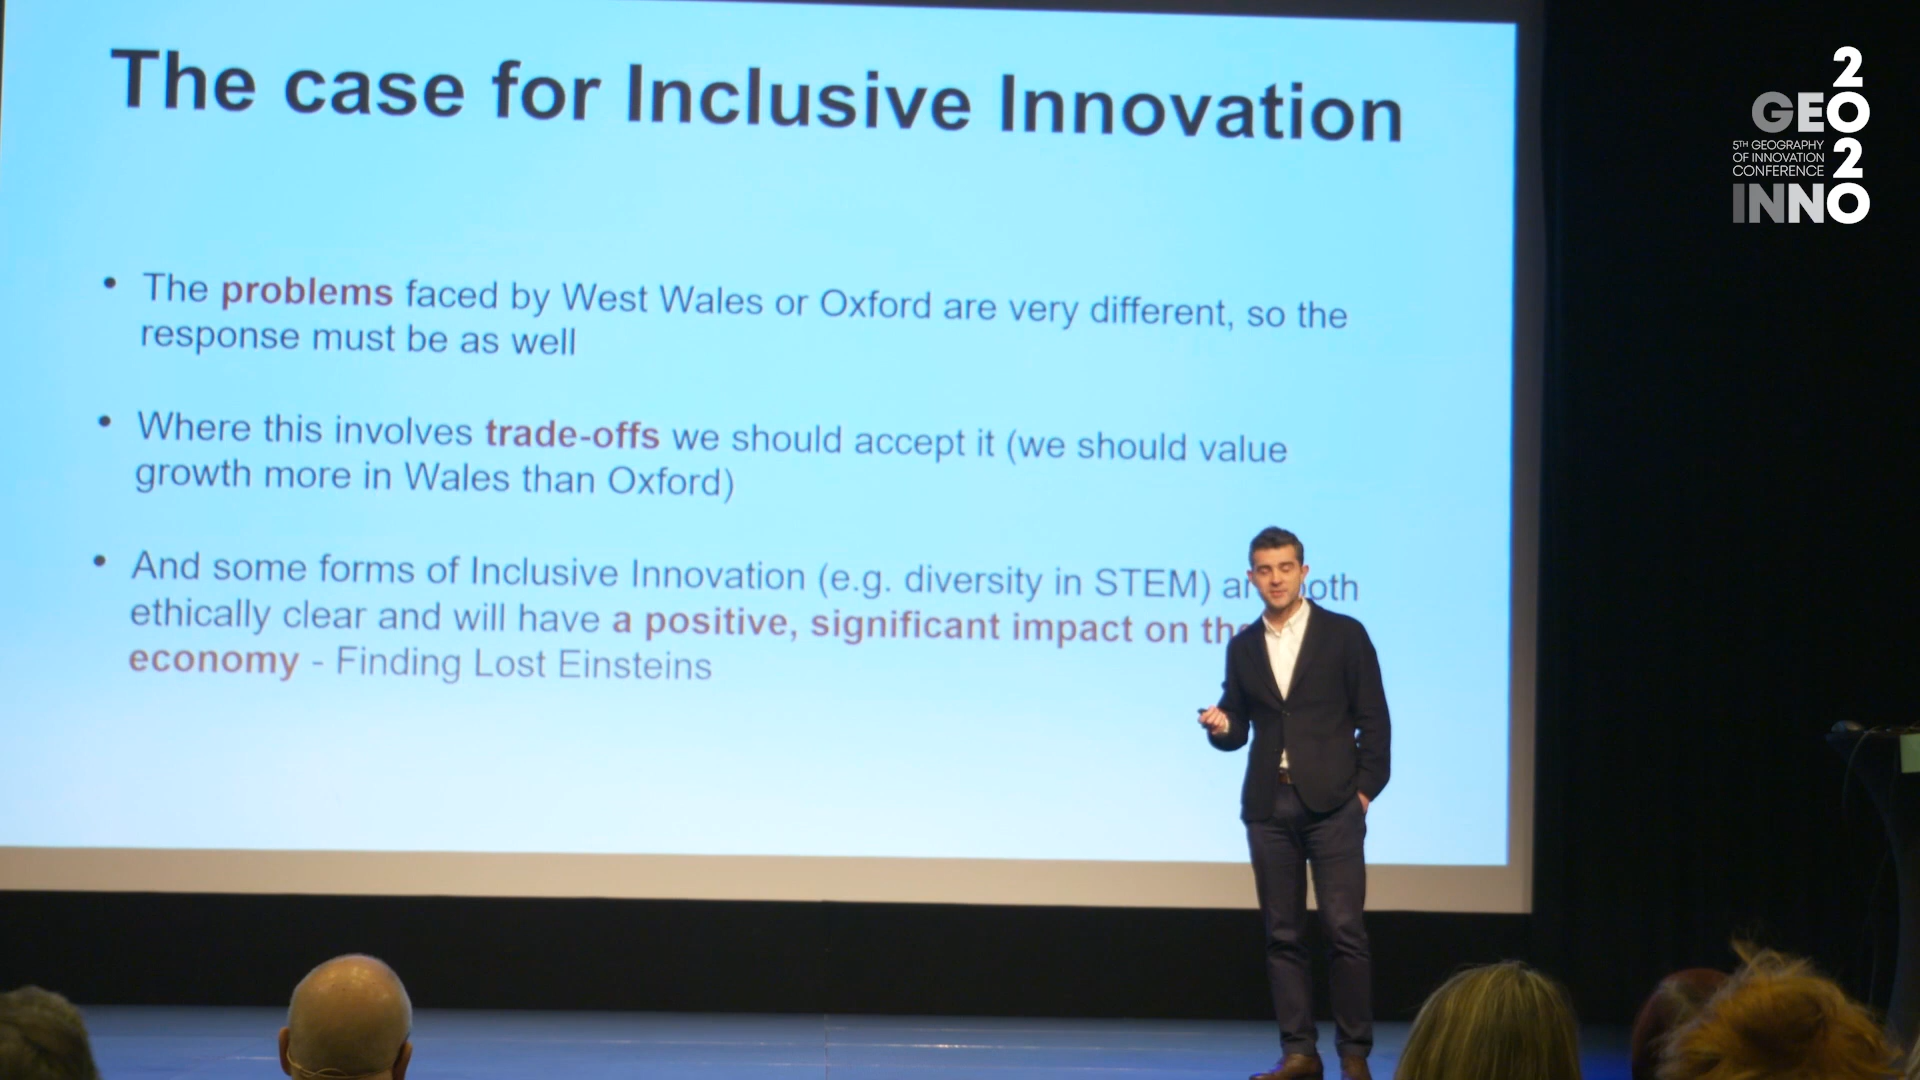 The case for Inclusive Innovation
• The problems faced by West Wales or Oxford are very different, so the
response must be as well
• Where this involves trade-offs we should accept it (we should value
growth more in Wales than Oxford)
• And some forms of Inclusive Innovation (e.g. diversity in STEM) ar oth
ethically clear and will have a positive, significant impact on the
economy - Finding Lost Einsteins
2
GEO
5TH GEOGRAPHY
OF INNOVATION
CONFERENCE
2
INNO